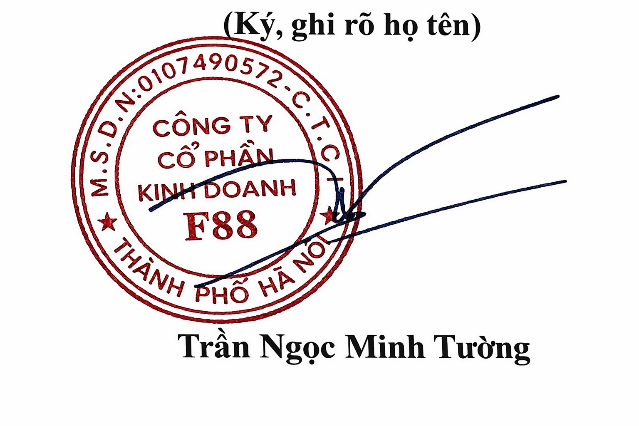 (Ký, ghi rõ họ tên)
M.S.D.N:0107490572-C.T.C
CÔNG TY
CỔ PHẦN
KINH DOANH
F88
THÀNH PHỐ HÀ NỘI
Trần Ngọc Minh Tường